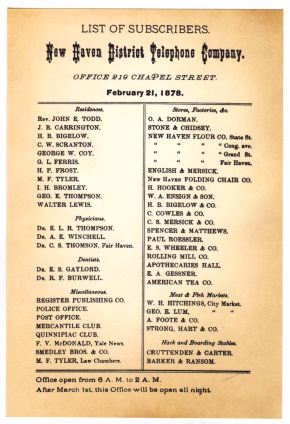 LIST OF SUBSCRIBERS.
New Haven District Telephone Company.
OFFICE 219 CHAPEL STREET.
February 21, 1878.
Residences.
Rev. JOHN E. TODD.
J. B. CARRINGTON.
H. B. BIGELOW.
C. W. SCRANTON.
GEORGE W. COY.
G. L. FERRIS.
H. P. FROST.
M. F. TYLER.
I. H. BROMLEY.
GEO. E. THOMPSON.
WALTER LEWIS.
Physicians.
Dr. E. L. R. THOMPSON.
Dr. A. E. WINCHELL.
Dr. C. S. THOMSON, Fair Haven.
Dentists.
Dr. E. S. GAYLORD.
Dr. R. F. BURWELL.
Miscellaneous.
REGISTER PUBLISHING CO.
POLICE OFFICE.
POST OFFICE.
MERCANTILE CLUB.
QUINNIPIAC CLUB.
F. V. McDONALD, Yale News.
SMEDLEY BROS. & CO.
M. F. TYLER, Law Chambers.
Stores, Factories, &c.
O. A. DORMAN.
STONE & CHIDSEY.
NEW HAVEN FLOUR CO. State St.
" " " " Cong. ave.
" " " " Grand St.
" " " Fair Haven.
ENGLISH & MERSICK.
New Haven FOLDING CHAIR CO.
H. HOOKER & CO.
W. A. ENSIGN & SON.
H. B. BIGELOW & CO.
C. COWLES & CO.
C. S. MERSICK & CO.
SPENCER & MATTHEWS.
PAUL ROESSLER.
E. S. WHEELER & CO.
ROLLING MILL CO.
APOTHECARIES HALL.
E. A. GESSNER.
AMERICAN TEA CO.
Meat & Fish Markets.
W. H. HITCHINGS, City Market.
GEO. E. LUM, " "
A. FOOTE & CO.
STRONG, HART & CO.
Hack and Boarding Stables.
CRUTTENDEN & CARTER.
BARKER & RANSOM.
Office open from 6 A. M. to 2 A. M.
After March 1st, this Office will be open all night.